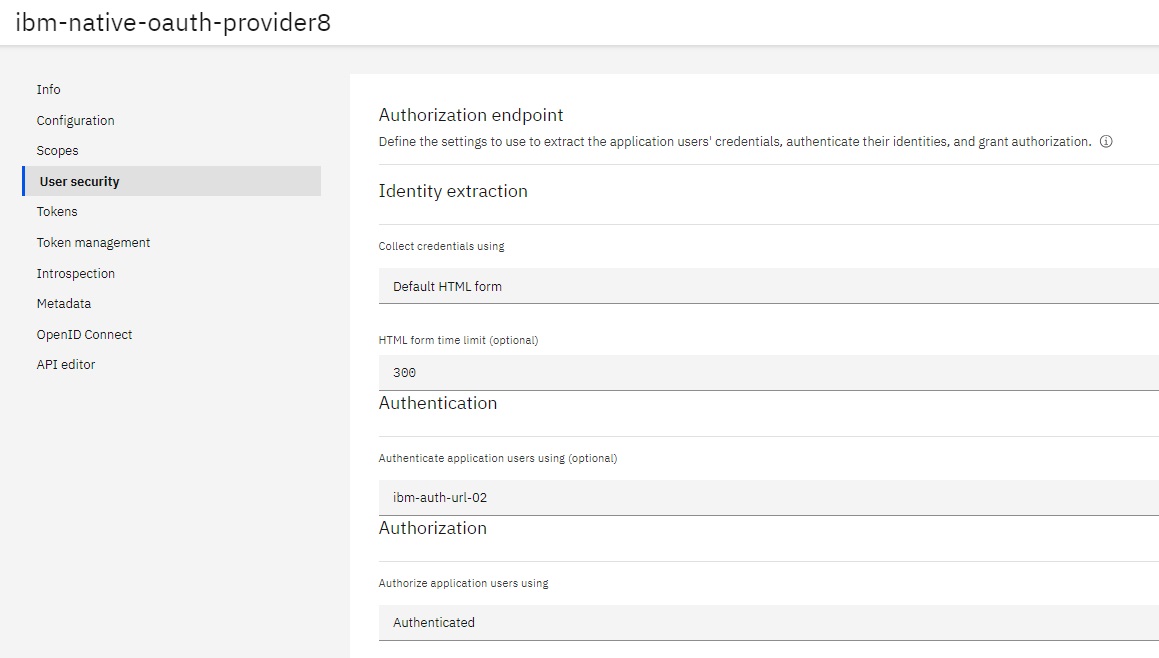 ibm-native-oauth-provider8
Info
Configuration
Scopes
User security
Tokens
Token management
Introspection
Metadata
OpenID Connect
API editor
Authorization endpoint
Define the settings to use to extract the application users' credentials, authenticate their identities, and grant authorization.
Identity extraction
Collect credentials using
Default HTML form
HTML form time limit (optional)
300
Authentication
Authenticate application users using (optional)
ibm-auth-url-02
Authorization
Authorize application users using
Authenticated